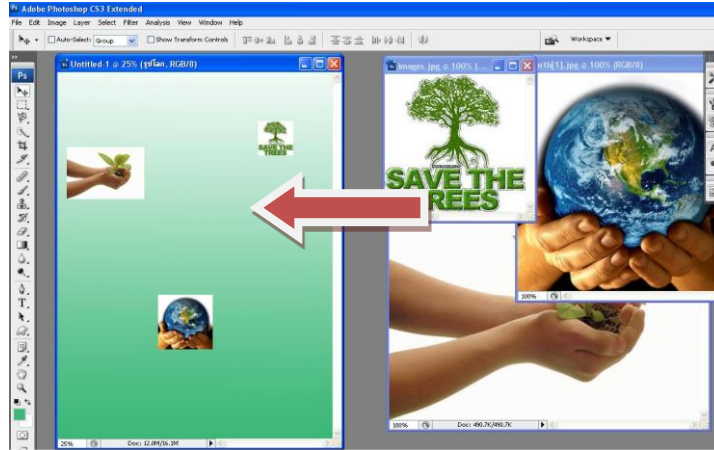 Adobe Photoshop CS3 Extended
File Edit Image Layer Select Filter Analysis View Window Help
Auto-Select: Group Show Transform Controls Workspace
Untitled-1 @ 25% (รูปโลก, RGB/8)
images.jpg @ 100% (...
rth[1].jpg @ 100% (RGB/8)
Ps
SAVE THE
TREES
SAVE THE
TREES
100%
25% Doc: 12.0M/16.1M
100% Doc: 490.7K/490.7K